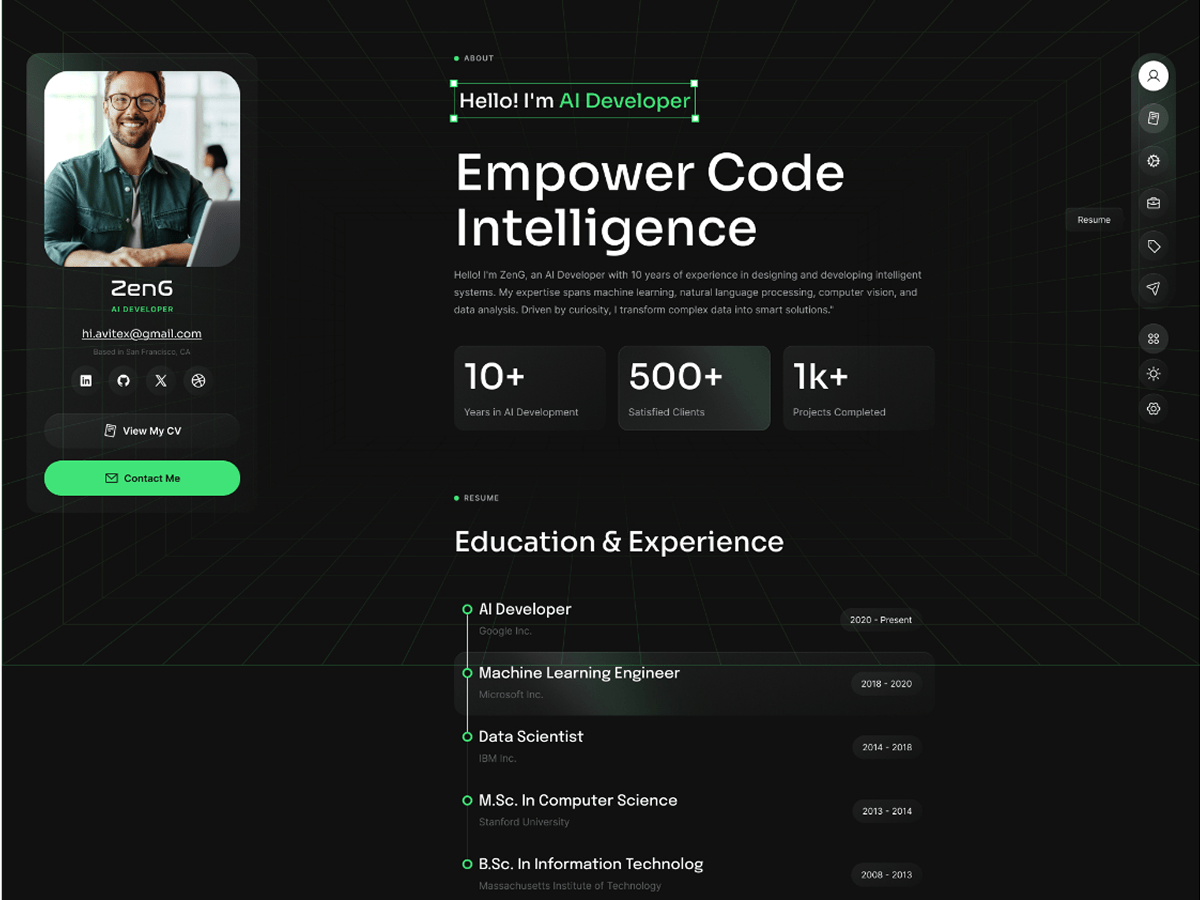 ZenG
AI DEVELOPER
hi.avitex@gmail.com
Based in San Francisco, CA
View My CV
Contact Me
ABOUT
Hello! I'm AI Developer
Empower Code
Intelligence
Hello! I'm ZenG, an AI Developer with 10 years of experience in designing and developing intelligent
systems. My expertise spans machine learning, natural language processing, computer vision, and
data analysis. Driven by curiosity, I transform complex data into smart solutions."
10+
Years in AI Development
500+
Satisfied Clients
1k+
Projects Completed
RESUME
Education & Experience
AI Developer
Google Inc.
2020 - Present
Machine Learning Engineer
Microsoft Inc.
2018 - 2020
Data Scientist
IBM Inc.
2014 - 2018
M.Sc. In Computer Science
Stanford University
2013 - 2014
B.Sc. In Information Technolog
Massachusetts Institute of Technology
2008 - 2013
Resume